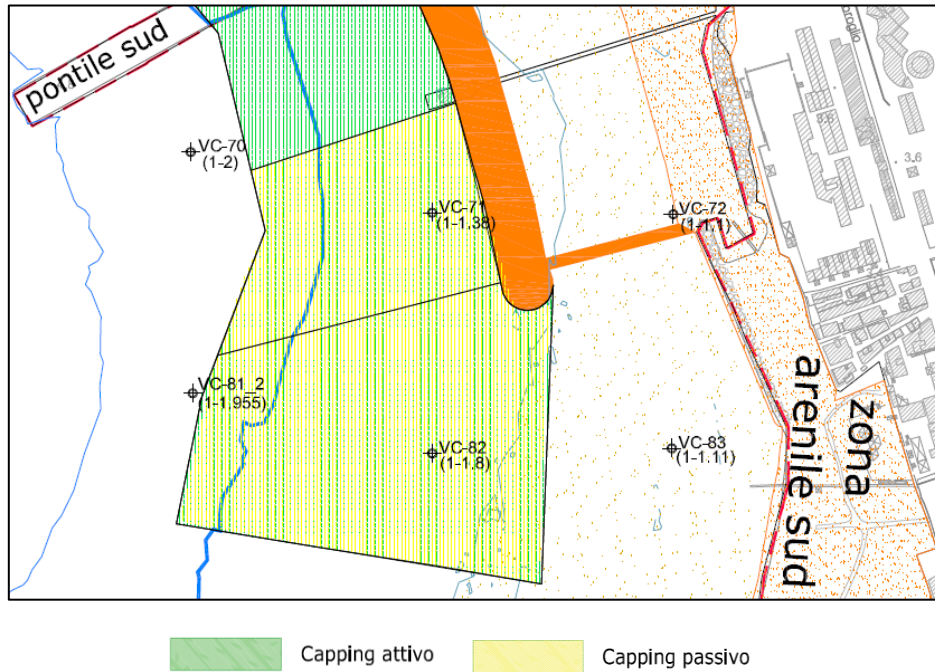 pontile sud
VC-70
(1-2)
VC-71
(1-1.38)
VC-72
(1-1.1)
3.6
3.6
VC-81_2
(1-1.955)
VC-82
(1-1.8)
VC-83
(1-1.11)
zona
arenile sud
Capping attivo
Capping passivo